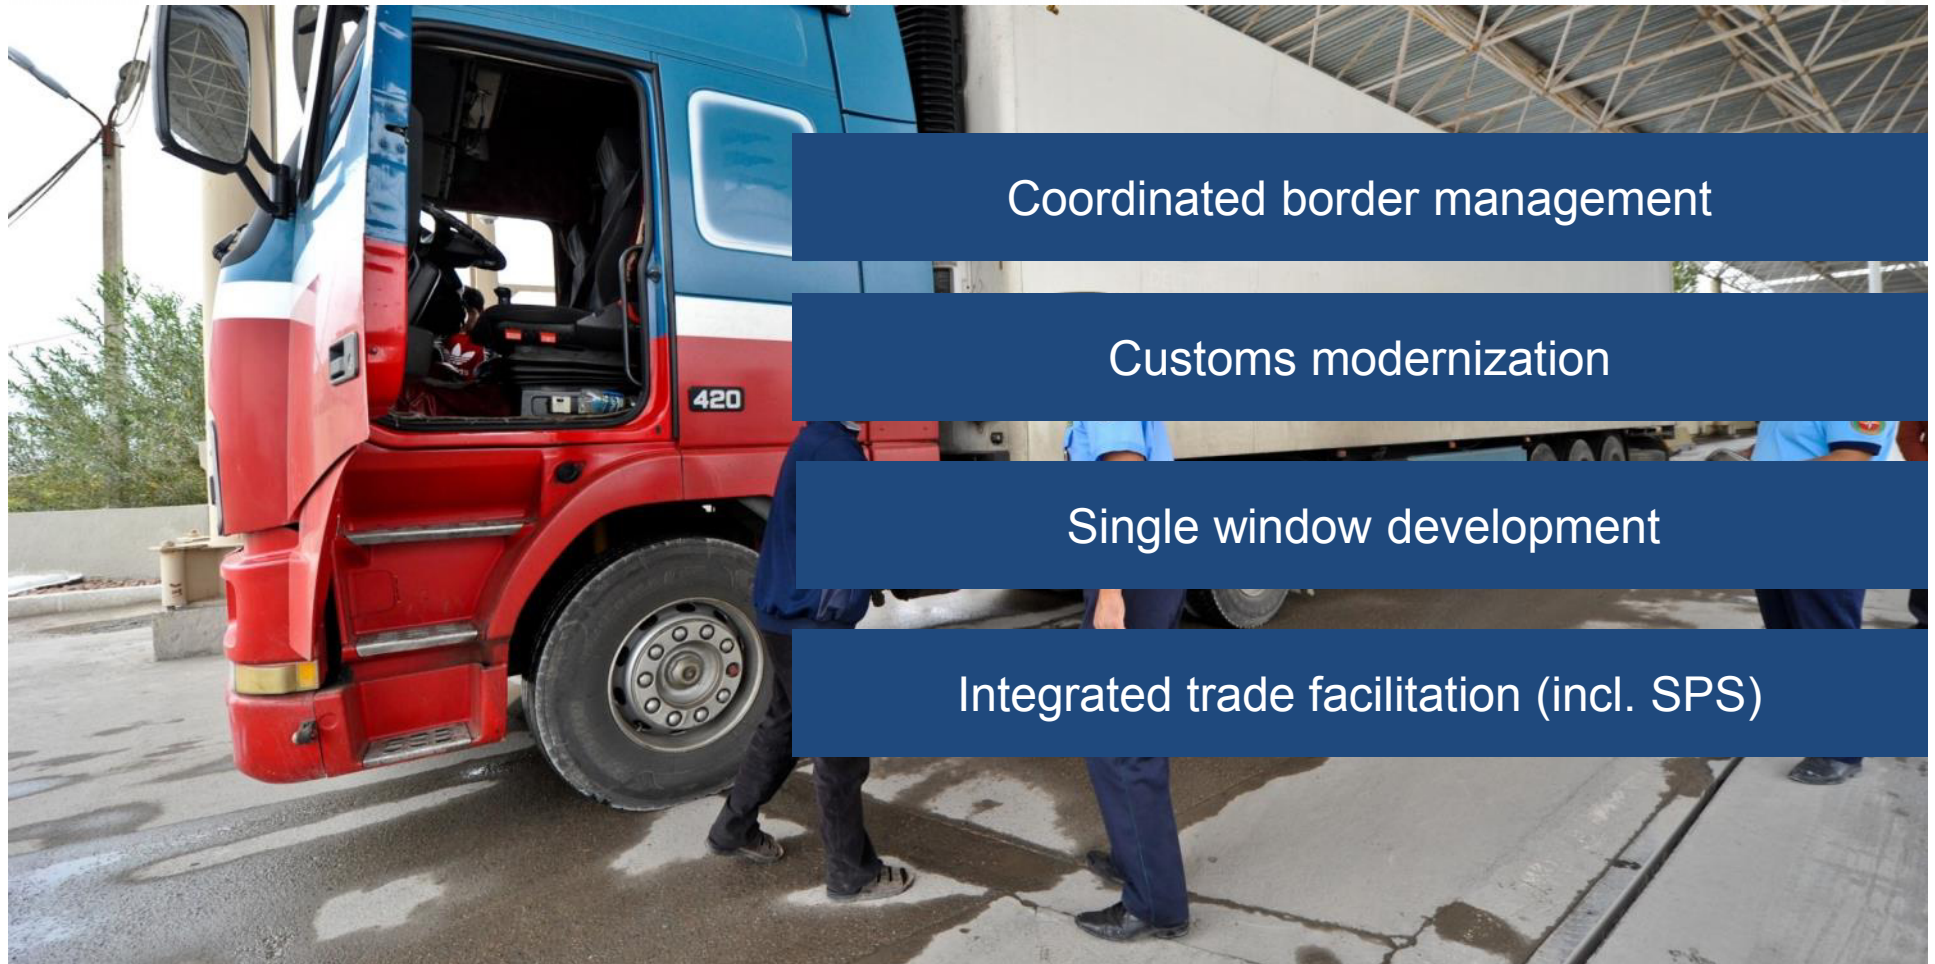 Coordinated border management
Customs modernization
420
Single window development
Integrated trade facilitation (incl. SPS)